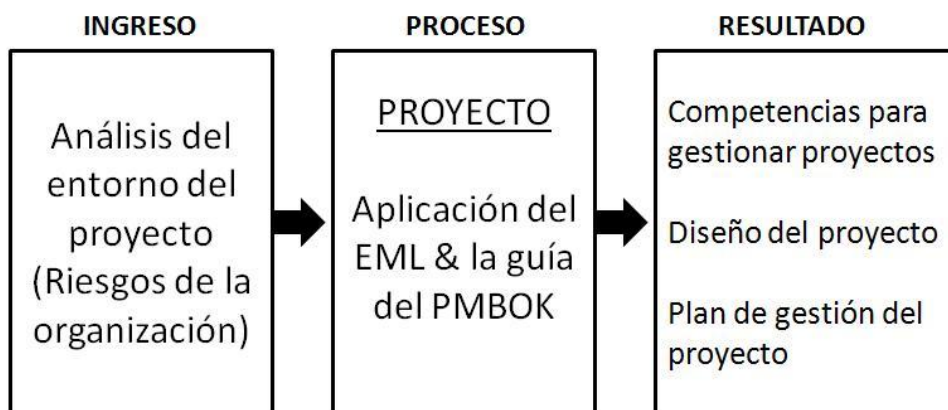 INGRESO
Análisis del
entorno del
proyecto
(Riesgos de la
organización)
PROCESO
PROYECTO
Aplicación del
EML & la guía
del PMBOK
RESULTADO
Competencias para
gestionar proyectos
Diseño del proyecto
Plan de gestión del
proyecto